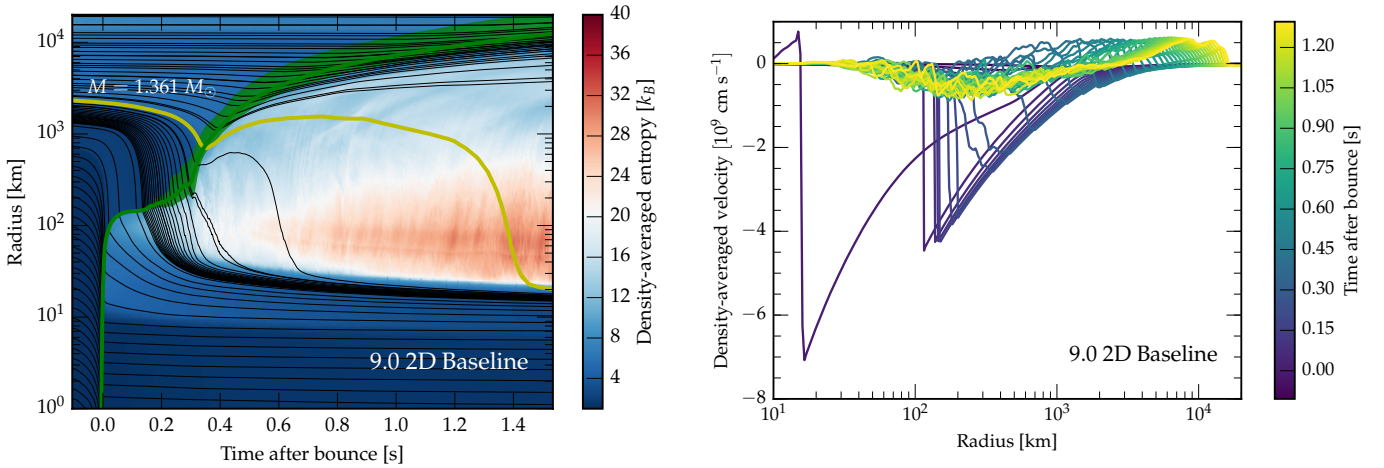 10⁴
10³
10²
10¹
10⁰
Radius [km]
M = 1.361 M⊙
9.0 2D Baseline
0.0 0.2 0.4 0.6 0.8 1.0 1.2 1.4
Time after bounce [s]
40
36
32
28
24
20
16
12
8
4
Density-averaged entropy [k_B]
0
−2
−4
−6
−8
Density-averaged velocity [10⁹ cm s⁻¹]
9.0 2D Baseline
10¹ 10² 10³ 10⁴
Radius [km]
1.20
1.05
0.90
0.75
0.60
0.45
0.30
0.15
0.00
Time after bounce [s]